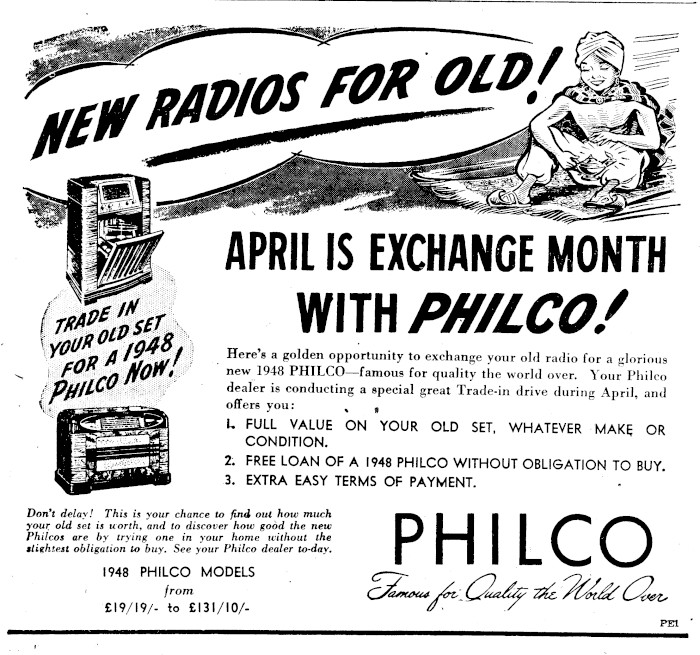 NEW RADIOS FOR OLD!
APRIL IS EXCHANGE MONTH
WITH PHILCO!
TRADE IN
YOUR OLD SET
FOR A 1948
PHILCO NOW!
Here's a golden opportunity to exchange your old radio for a glorious
new 1948 PHILCO—famous for quality the world over. Your Philco
dealer is conducting a special great Trade-in drive during April, and
offers you:
1. FULL VALUE ON YOUR OLD SET, WHATEVER MAKE OR
CONDITION.
2. FREE LOAN OF A 1948 PHILCO WITHOUT OBLIGATION TO BUY.
3. EXTRA EASY TERMS OF PAYMENT.
Don't delay! This is your chance to find out how much
your old set is worth, and to discover how good the new
Philcos are by trying one in your home without the
slightest obligation to buy. See your Philco dealer to-day.
1948 PHILCO MODELS
from
£19/19/- to £131/10/-
PHILCO
Famous for Quality the World Over
PE1